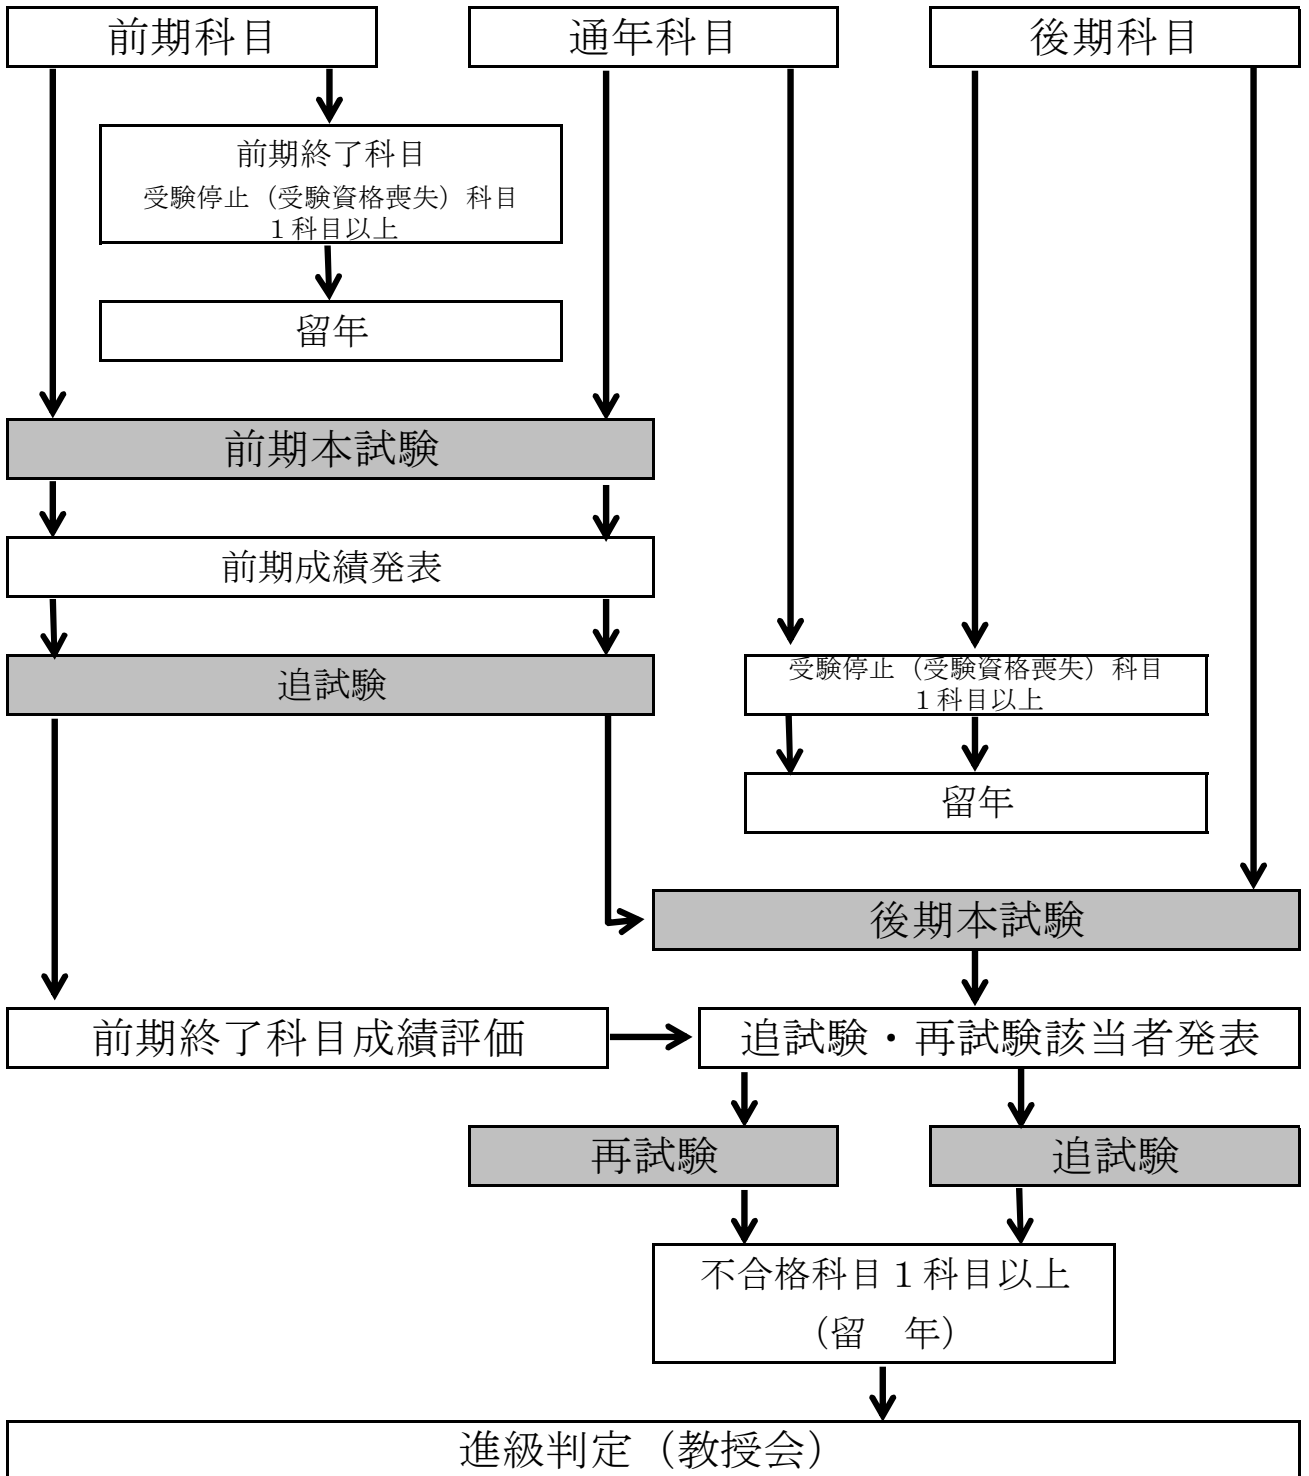 前期科目
通年科目
後期科目
前期終了科目
受験停止（受験資格喪失）科目
１科目以上
留年
前期本試験
前期成績発表
追試験
受験停止（受験資格喪失）科目
１科目以上
留年
後期本試験
前期終了科目成績評価
追試験・再試験該当者発表
再試験
追試験
不合格科目１科目以上
（留　年）
進級判定（教授会）